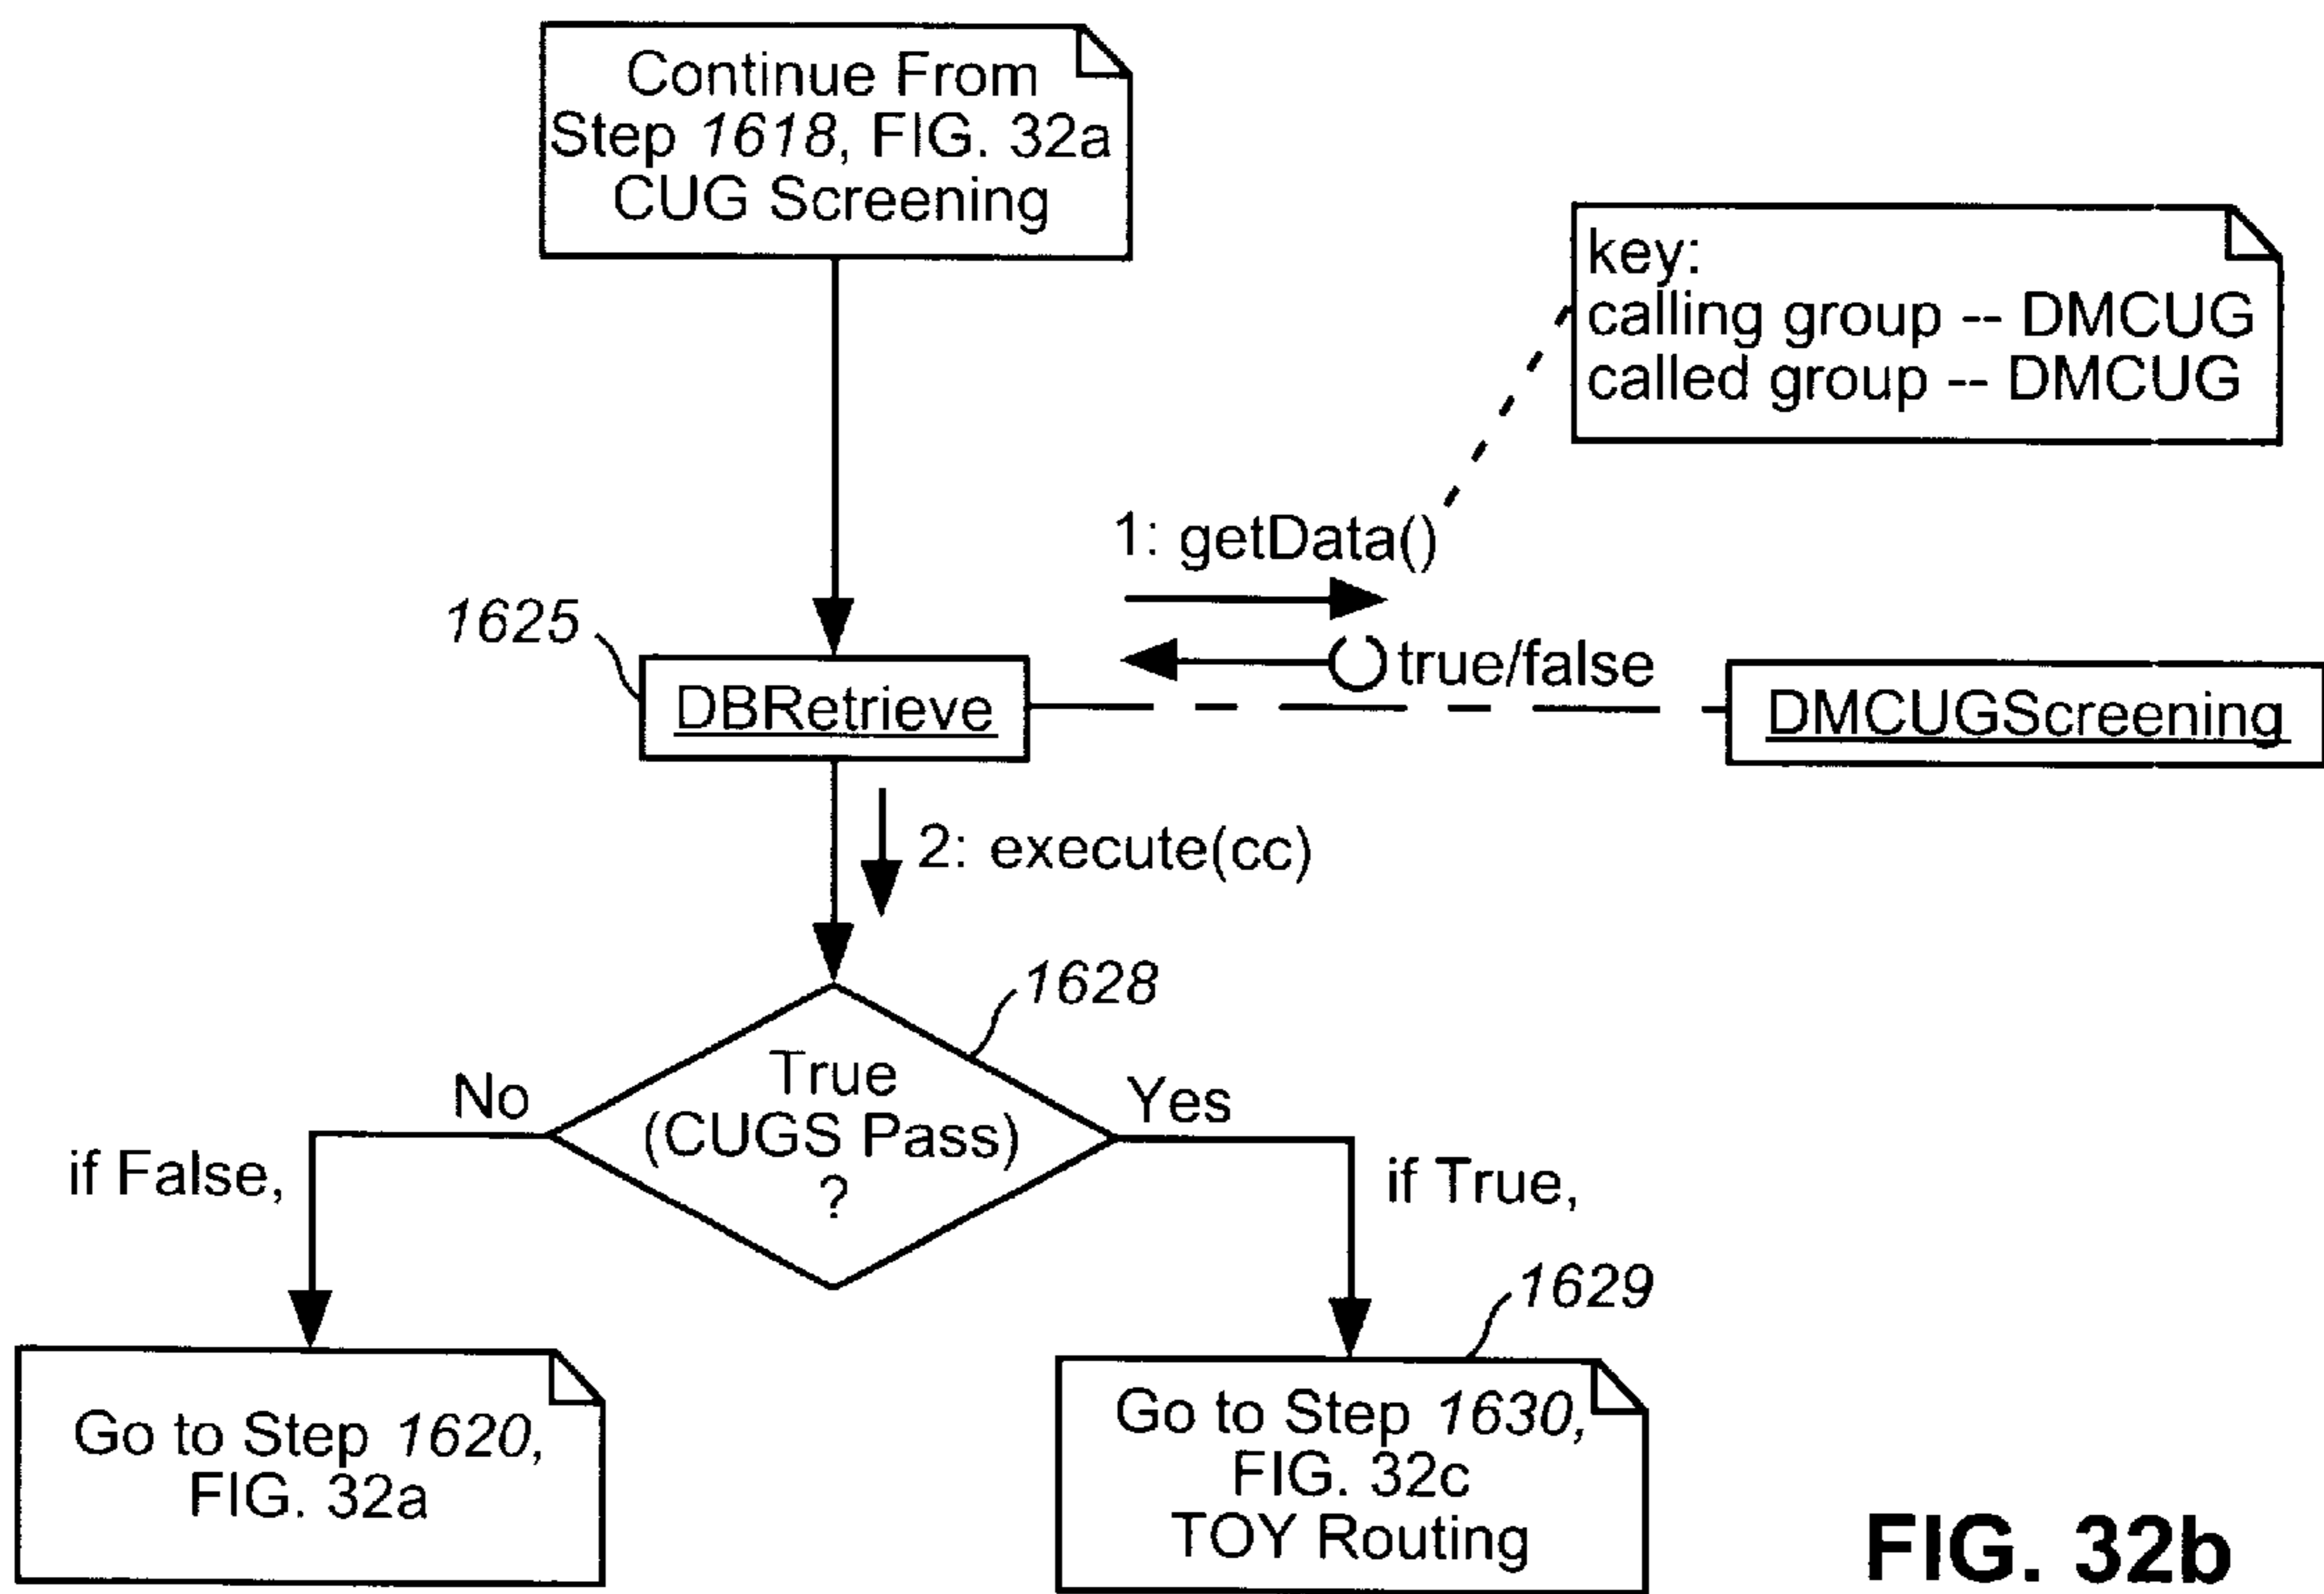 Continue From
Step 1618, FIG. 32a
CUG Screening
key:
calling group -- DMCUG
called group -- DMCUG
1: getData()
true/false
1625
DBRetrieve
DMCUGScreening
2: execute(cc)
1628
True
(CUGS Pass)
?
No
Yes
if False,
if True,
1629
Go to Step 1620,
FIG. 32a
Go to Step 1630,
FIG. 32c
TOY Routing
FIG. 32b